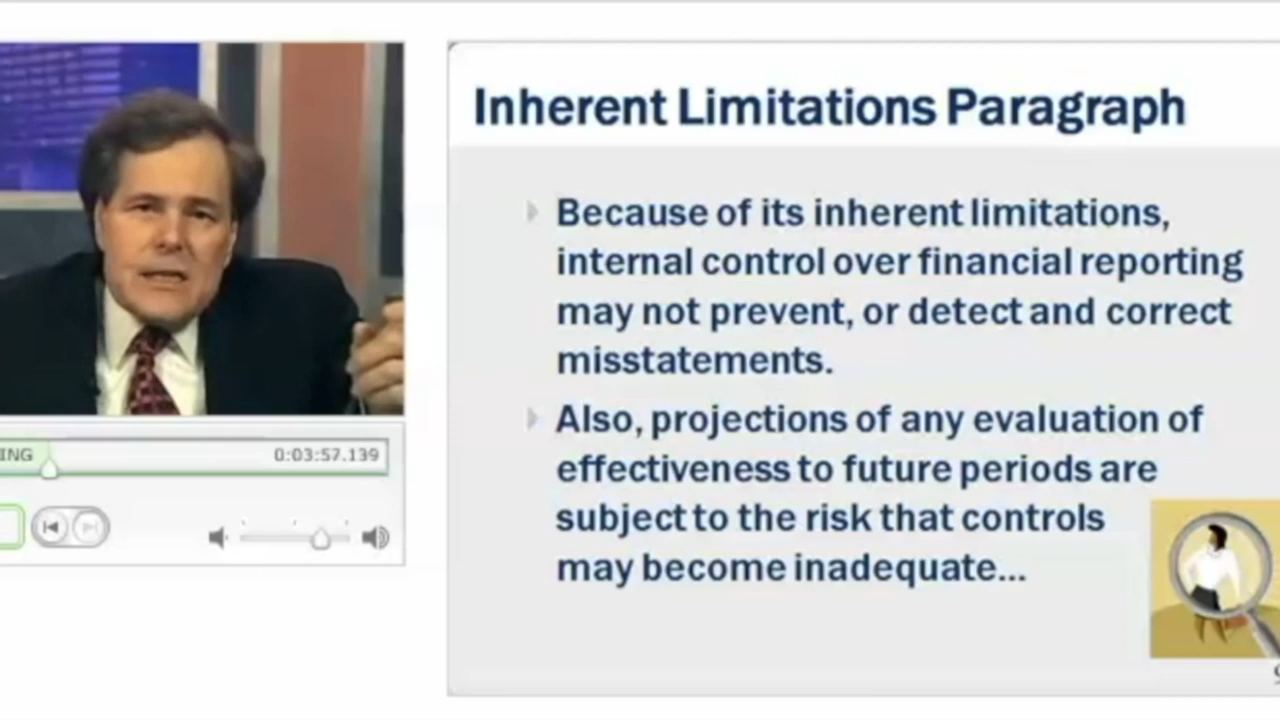 Inherent Limitations Paragraph
Because of its inherent limitations,
internal control over financial reporting
may not prevent, or detect and correct
misstatements.
Also, projections of any evaluation of
effectiveness to future periods are
subject to the risk that controls
may become inadequate...
ING
0:03:57.139